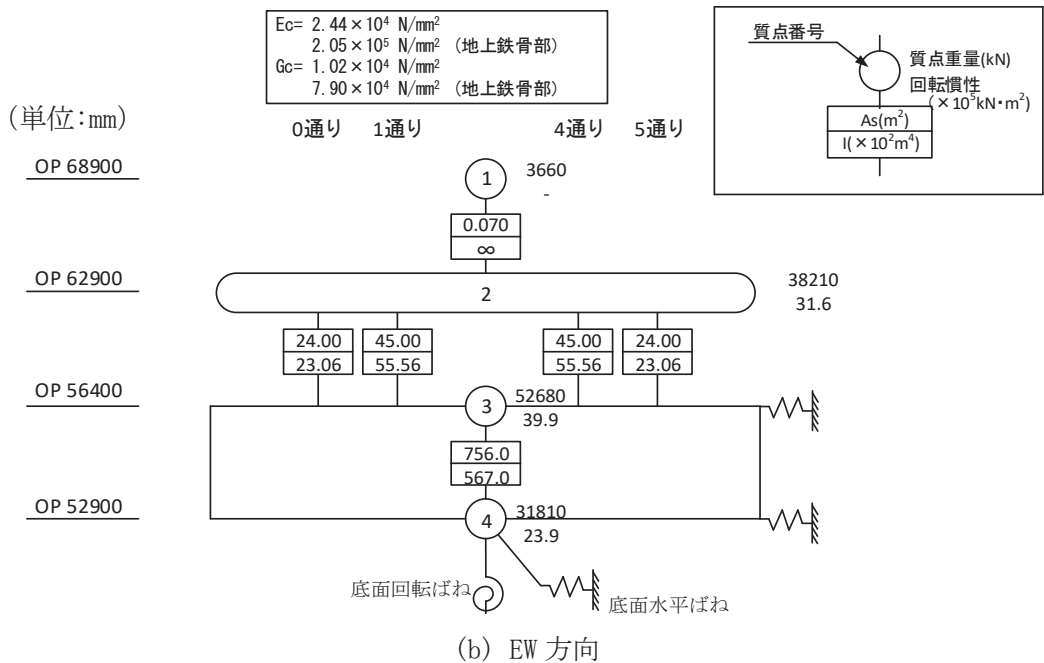 Ec= 2.44×10⁴ N/mm²
2.05×10⁵ N/mm² (地上鉄骨部)
Gc= 1.02×10⁴ N/mm²
7.90×10⁴ N/mm² (地上鉄骨部)
質点番号
質点重量(kN)
回転慣性
(×10⁵kN・m²)
As(m²)
I(×10²m⁴)
(単位:mm)
0通り 1通り 4通り 5通り
OP 68900
1
3660
-
0.070
∞
OP 62900
2
38210
31.6
24.00 45.00 45.00 24.00
23.06 55.56 55.56 23.06
OP 56400
3
52680
39.9
756.0
567.0
OP 52900
4
31810
23.9
底面回転ばね
底面水平ばね
(b) EW 方向